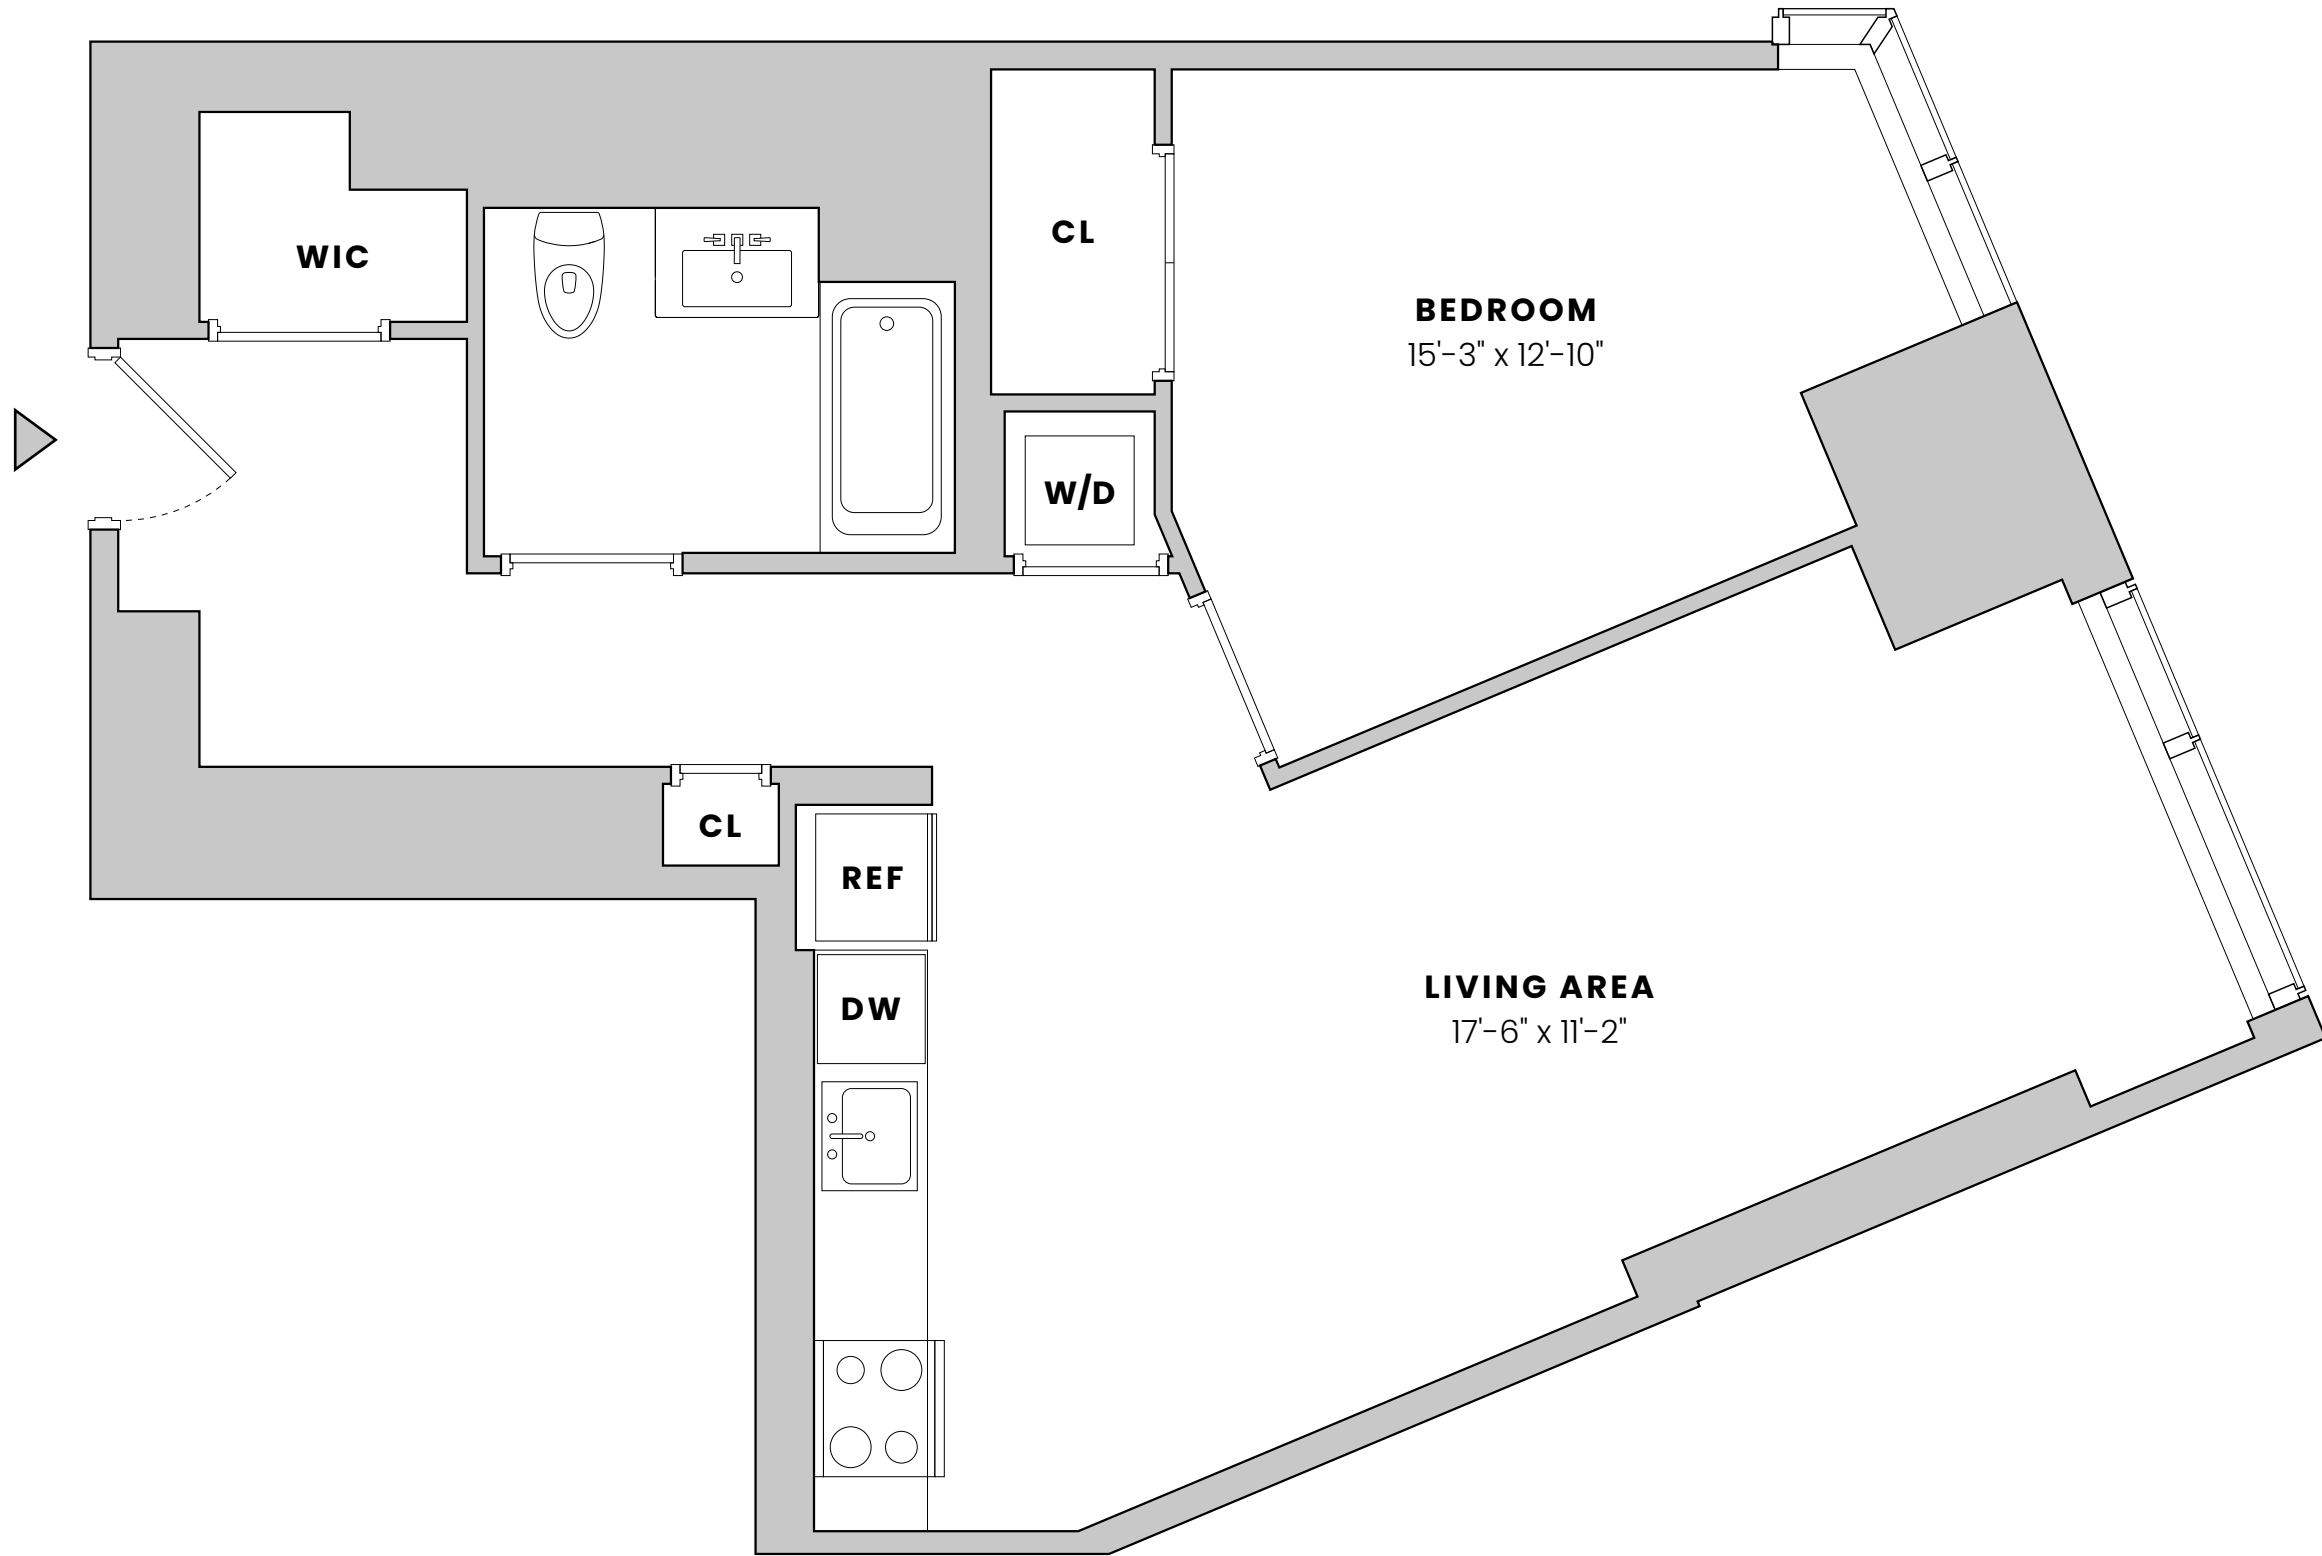 WIC
CL
BEDROOM
15'-3" x 12'-10"
W/D
CL
REF
DW
LIVING AREA
17'-6" x 11'-2"